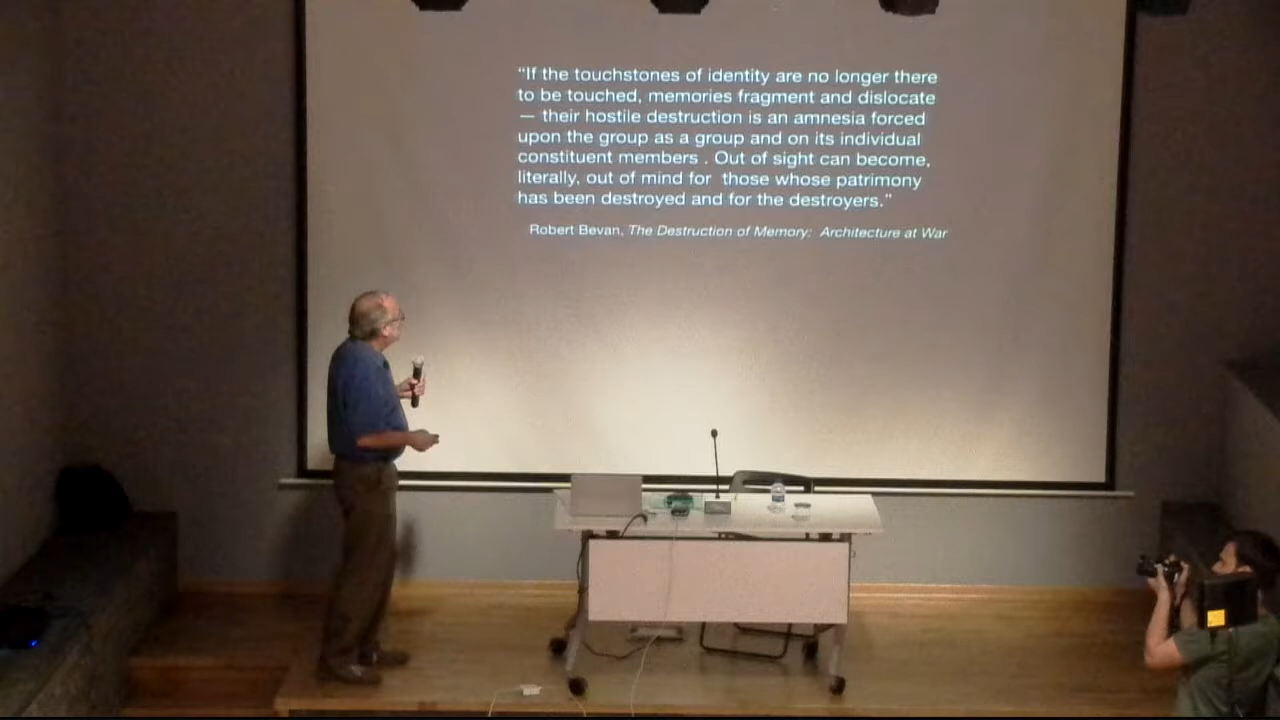 “If the touchstones of identity are no longer there
to be touched, memories fragment and dislocate
— their hostile destruction is an amnesia forced
upon the group as a group and on its individual
constituent members . Out of sight can become,
literally, out of mind for  those whose patrimony
has been destroyed and for the destroyers.”
Robert Bevan, The Destruction of Memory:  Architecture at War